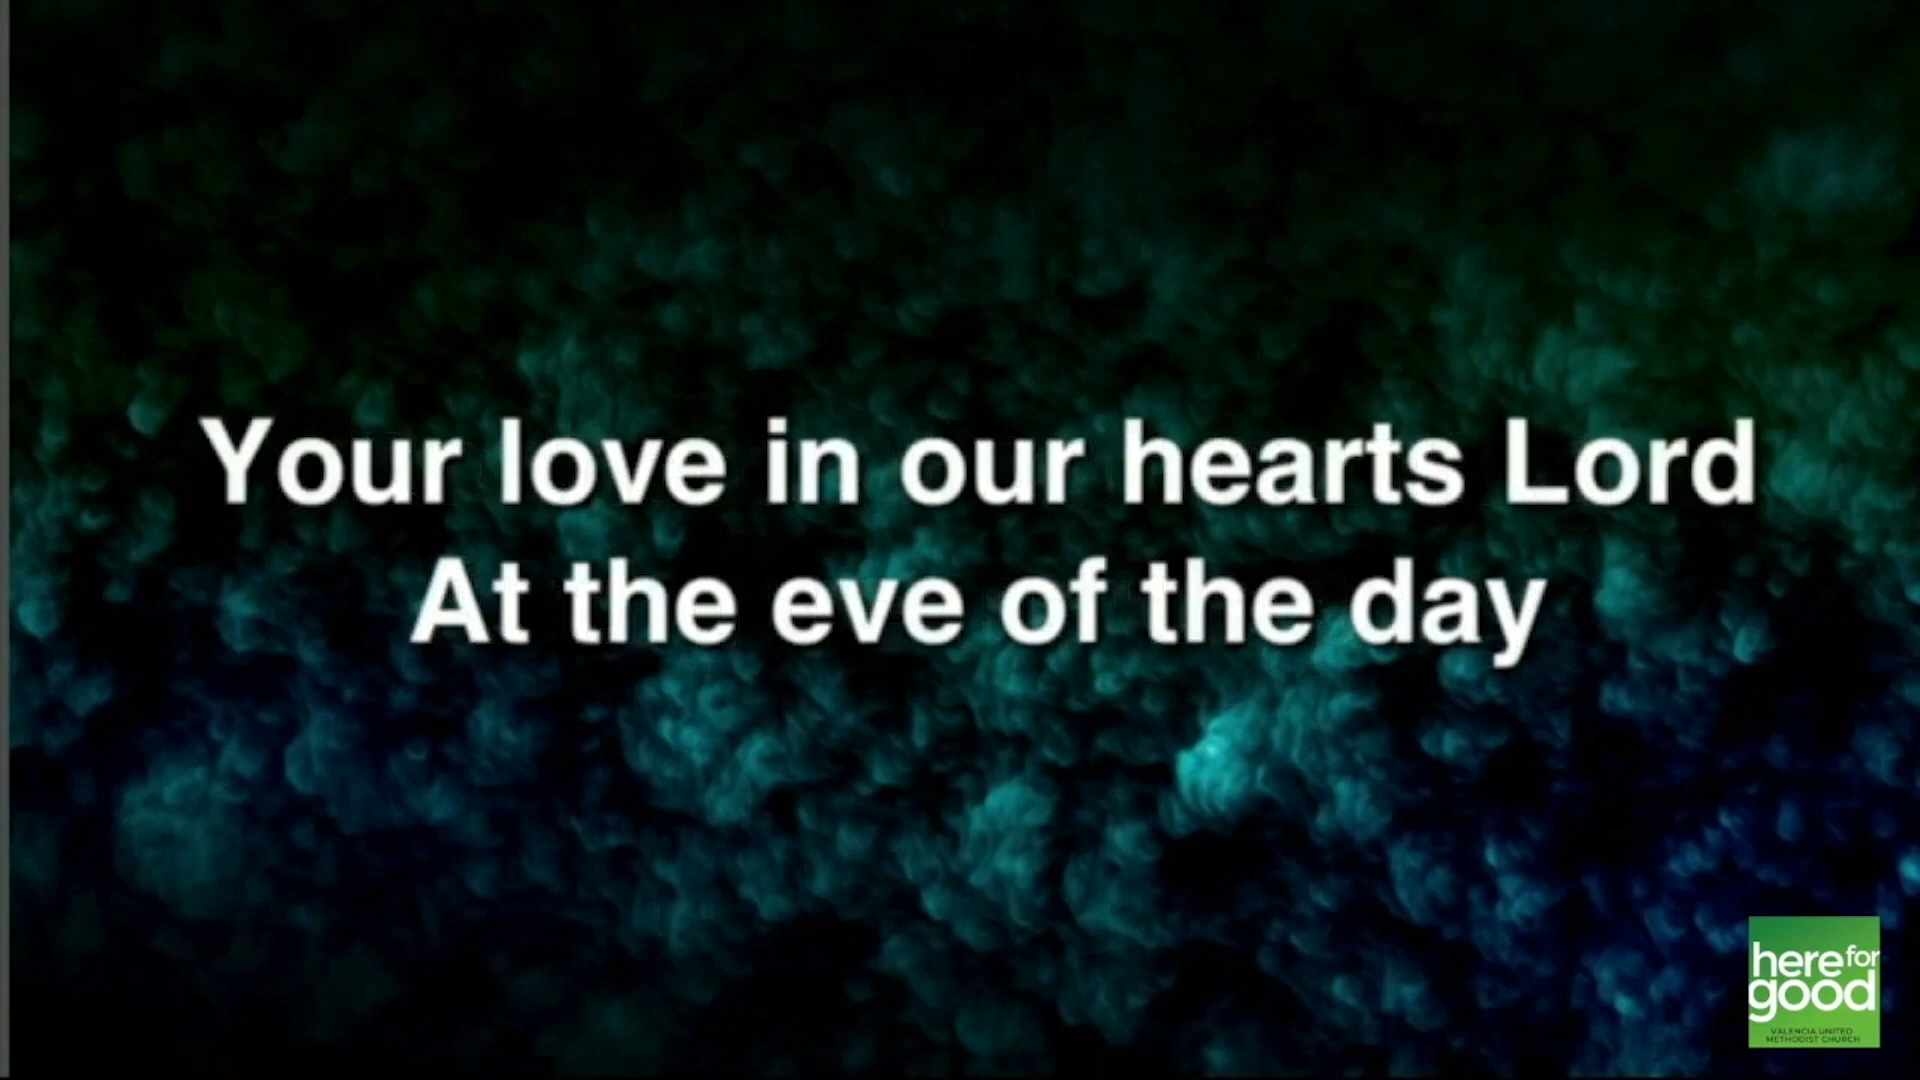 Your love in our hearts Lord
At the eve of the day
here for
good
VALENCIA UNITED
METHODIST CHURCH